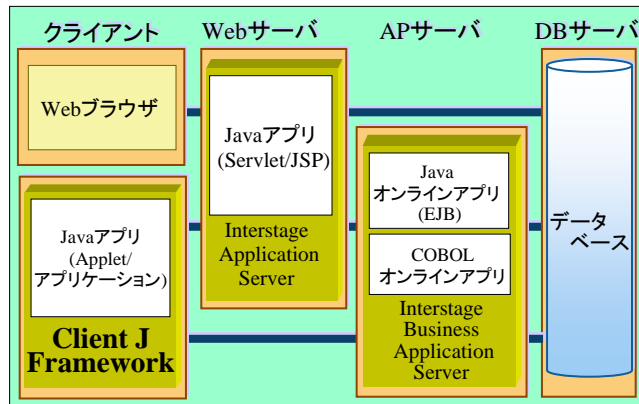 クライアント
Webブラウザ
Javaアプリ
(Applet/
アプリケーション)
Client J
Framework
Webサーバ
Javaアプリ
(Servlet/JSP)
Interstage
Application
Server
APサーバ
Java
オンラインアプリ
(EJB)
COBOL
オンラインアプリ
Interstage
Business
Application
Server
DBサーバ
データ
ベース